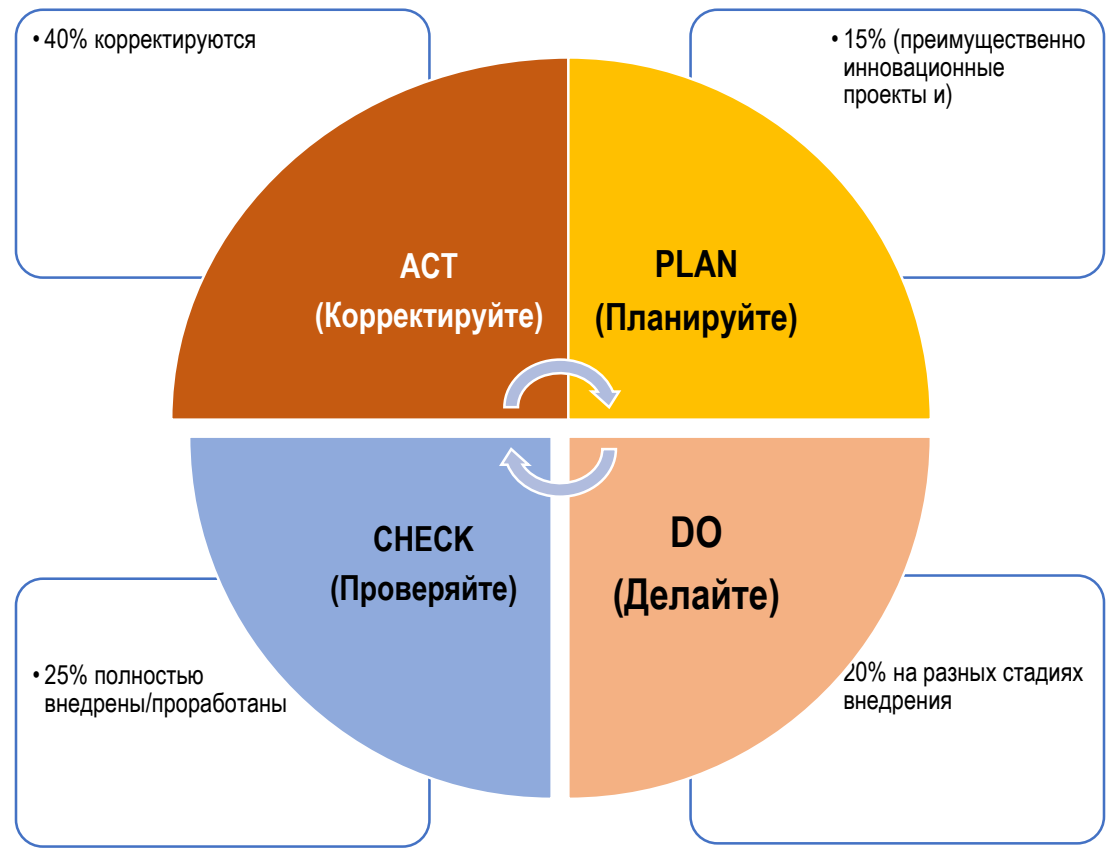 • 40% корректируются
• 15% (преимущественно
инновационные
проекты и)
ACT
(Корректируйте)
PLAN
(Планируйте)
CHECK
(Проверяйте)
DO
(Делайте)
• 25% полностью
внедрены/проработаны
20% на разных стадиях
внедрения